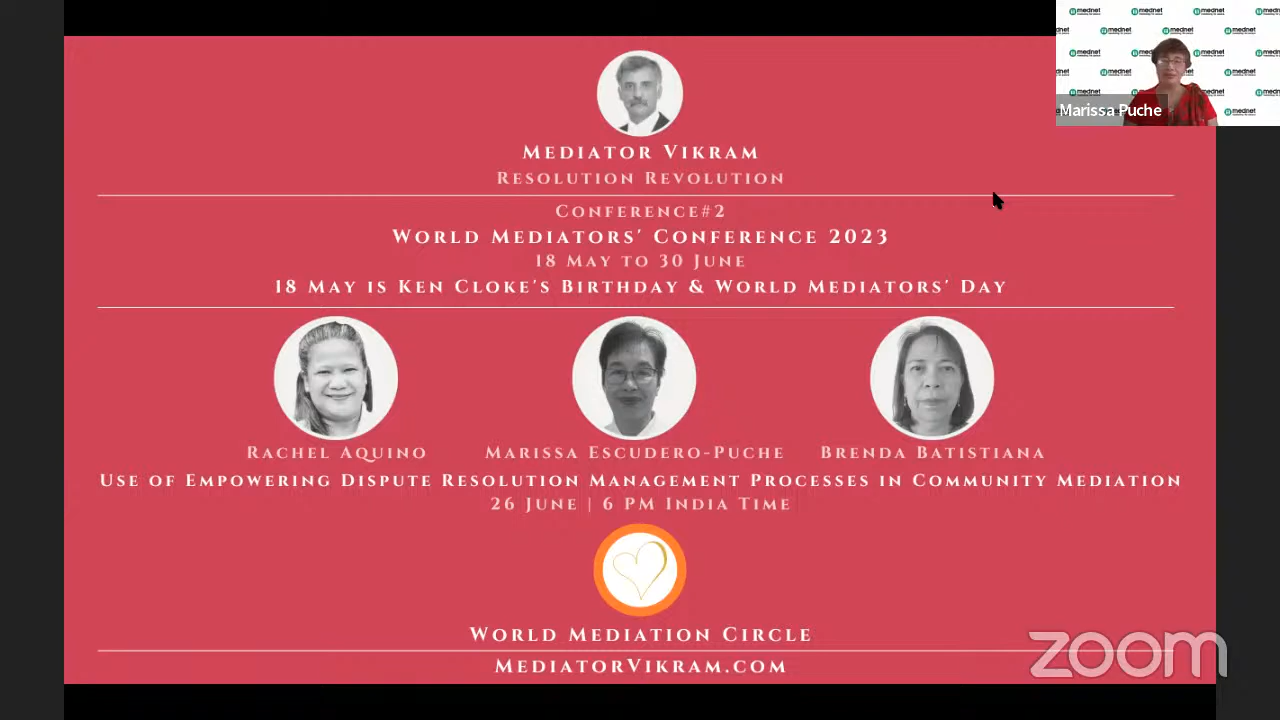 mednet
Marissa Puche
Mediator Vikram
Resolution Revolution
Conference#2
World Mediators' Conference 2023
18 May to 30 June
18 May is Ken Cloke's Birthday & World Mediators' Day
Rachel Aquino
Marissa Escudero-Puche
Brenda Batistiana
Use of Empowering Dispute Resolution Management Processes in Community Mediation
26 June | 6 PM India Time
World Mediation Circle
MediatorVikram.com
zoom